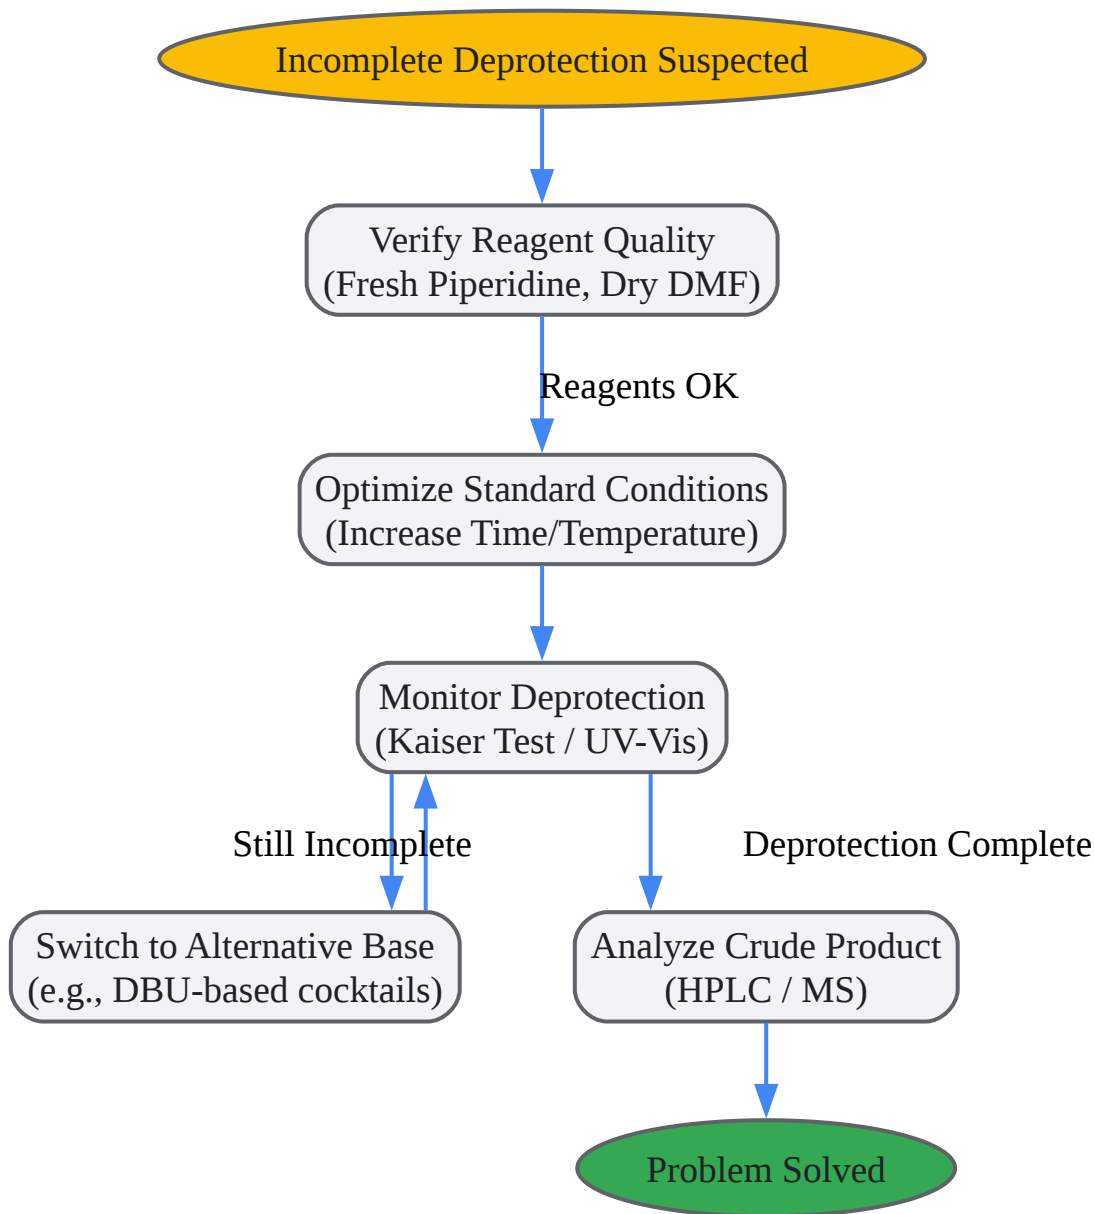 Incomplete Deprotection Suspected
Verify Reagent Quality
(Fresh Piperidine, Dry DMF)
Reagents OK
Optimize Standard Conditions
(Increase Time/Temperature)
Monitor Deprotection
(Kaiser Test / UV-Vis)
Still Incomplete
Deprotection Complete
Switch to Alternative Base
(e.g., DBU-based cocktails)
Analyze Crude Product
(HPLC / MS)
Problem Solved